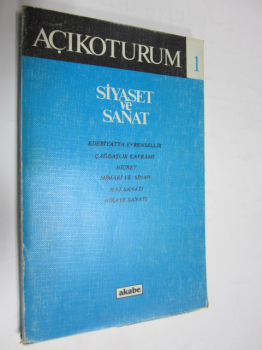 AÇIKOTURUM
1
SİYASET
ve
SANAT
EDEBİYATTA EVRENSELLİK
ÇAĞDAŞLIK KAVRAMI
HİCRET
MİMARİ VE SİNAN
HAT SANATI
HİKAYE SANATI
akabe